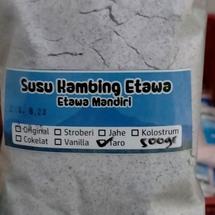 Susu Kambing Etawa
Etawa Mandiri
Original Stroberi Jahe Kolostrum
Cokelat Vanilla Taro 500gr